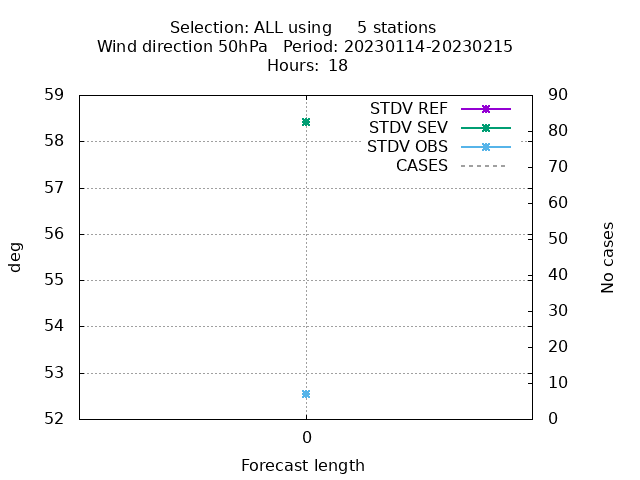 Selection: ALL using     5 stations
Wind direction 50hPa   Period: 20230114-20230215
Hours:  18
59
58
57
56
55
54
53
52
deg
90
80
70
60
50
40
30
20
10
0
No cases
STDV REF
STDV SEV
STDV OBS
CASES
0
Forecast length